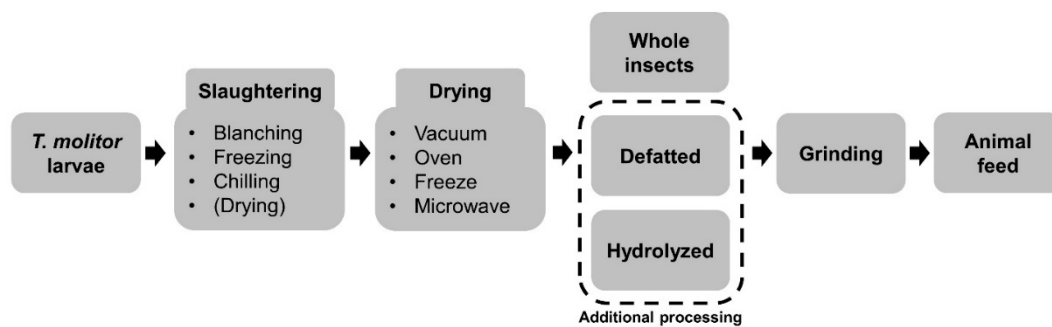 T. molitor
larvae
Slaughtering
• Blanching
• Freezing
• Chilling
• (Drying)
Drying
• Vacuum
• Oven
• Freeze
• Microwave
Whole
insects
Defatted
Hydrolyzed
Additional processing
Grinding
Animal
feed